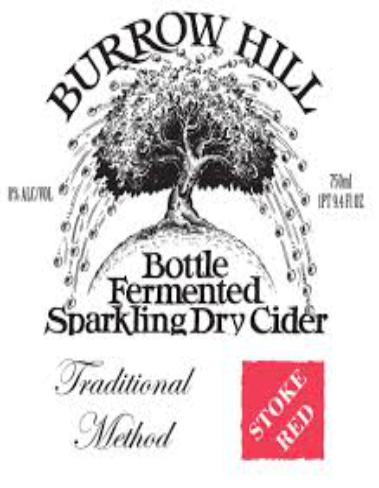 BURROW HILL
8% ALC/VOL
750ml
1PT 9.4 Fl OZ
Bottle
Fermented
Sparkling Dry Cider
Traditional
Method
STOKE
RED